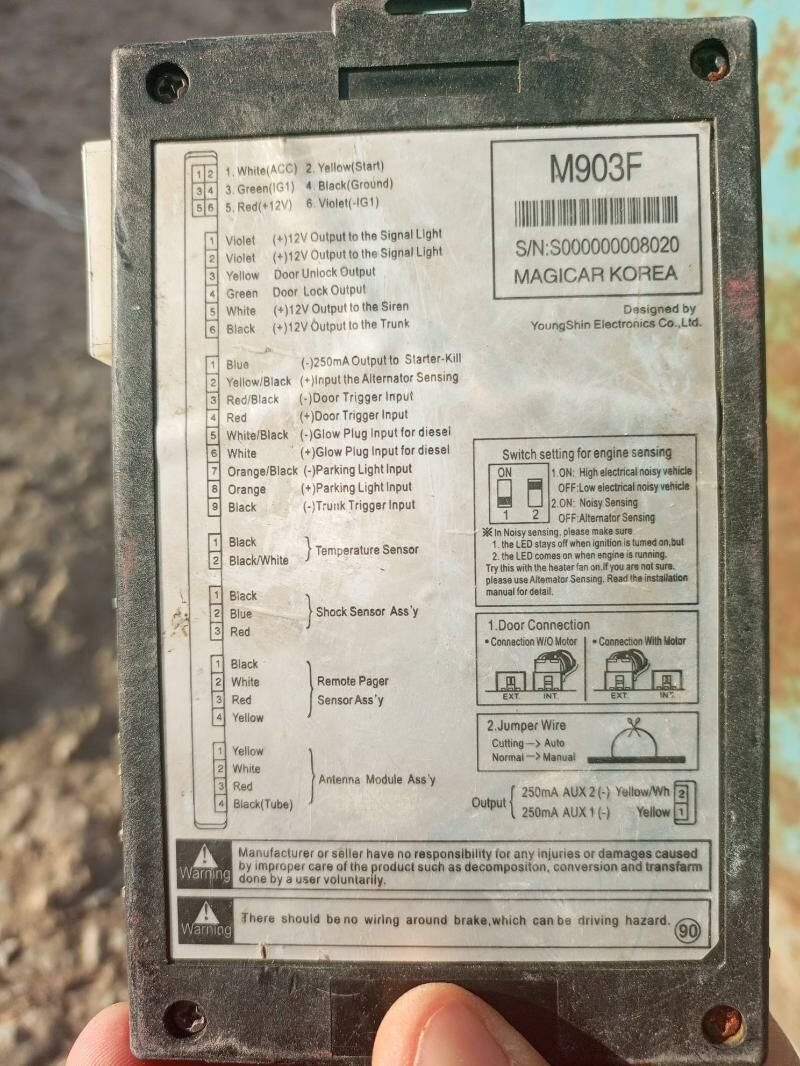 1 2 1. White(ACC) 2. Yellow(Start)
3 4 3. Green(IG1) 4 Black(Ground)
5 6 5. Red(+12V) 6. Violet(-IG1)
1 Violet (+)12V Output to the Signal Light
2 Violet (+)12V Output to the Signal Light
3 Yellow Door Unlock Output
4 Green Door Lock Output
5 White (+)12V Output to the Siren
6 Black (+)12V Output to the Trunk
1 Blue (-)250mA Output to Starter-Kill
2 Yellow/Black (+)Input the Alternator Sensing
3 Red/Black (-)Door Trigger Input
4 Red (+)Door Trigger Input
5 White/Black (-)Glow Plug Input for diesel
6 White (+)Glow Plug Input for diesel
7 Orange/Black (-)Parking Light Input
8 Orange (+)Parking Light Input
9 Black (-)Trunk Trigger Input
1 Black
2 Black/White
Temperature Sensor
1 Black
2 Blue
3 Red
Shock Sensor Ass'y
1 Black
2 White
3 Red
4 Yellow
Remote Pager
Sensor Ass'y
1 Yellow
2 White
3 Red
4 Black(Tube)
Antenna Module Ass'y
M903F
S/N:S000000008020
MAGICAR KOREA
Designed by
YoungShin Electronics Co.,Ltd.
Switch setting for engine sensing
ON
1 2
1.ON: High electrical noisy vehicle
OFF:Low electrical noisy vehicle
2.ON: Noisy Sensing
OFF:Alternator Sensing
※ In Noisy sensing, please make sure
1. the LED stays off when ignition is turned on,but
2. the LED comes on when engine is running.
Try this with the heater fan on.If you are not sure.
please use Alternator Sensing. Read the installation
manual for detail.
1.Door Connection
• Connection W/O Motor • Connection With Motor
EXT. INT. EXT. INT.
2.Jumper Wire
Cutting -> Auto
Normal -> Manual
Output
250mA AUX 2 (-) Yellow/Wh 2
250mA AUX 1 (-) Yellow 1
Warning
Manufacturer or seller have no responsibility for any injuries or damages caused
by improper care of the product such as decompositon, conversion and transfarm
done by a user voluntarily.
Warning
There should be no wiring around brake,which can be driving hazard.
90